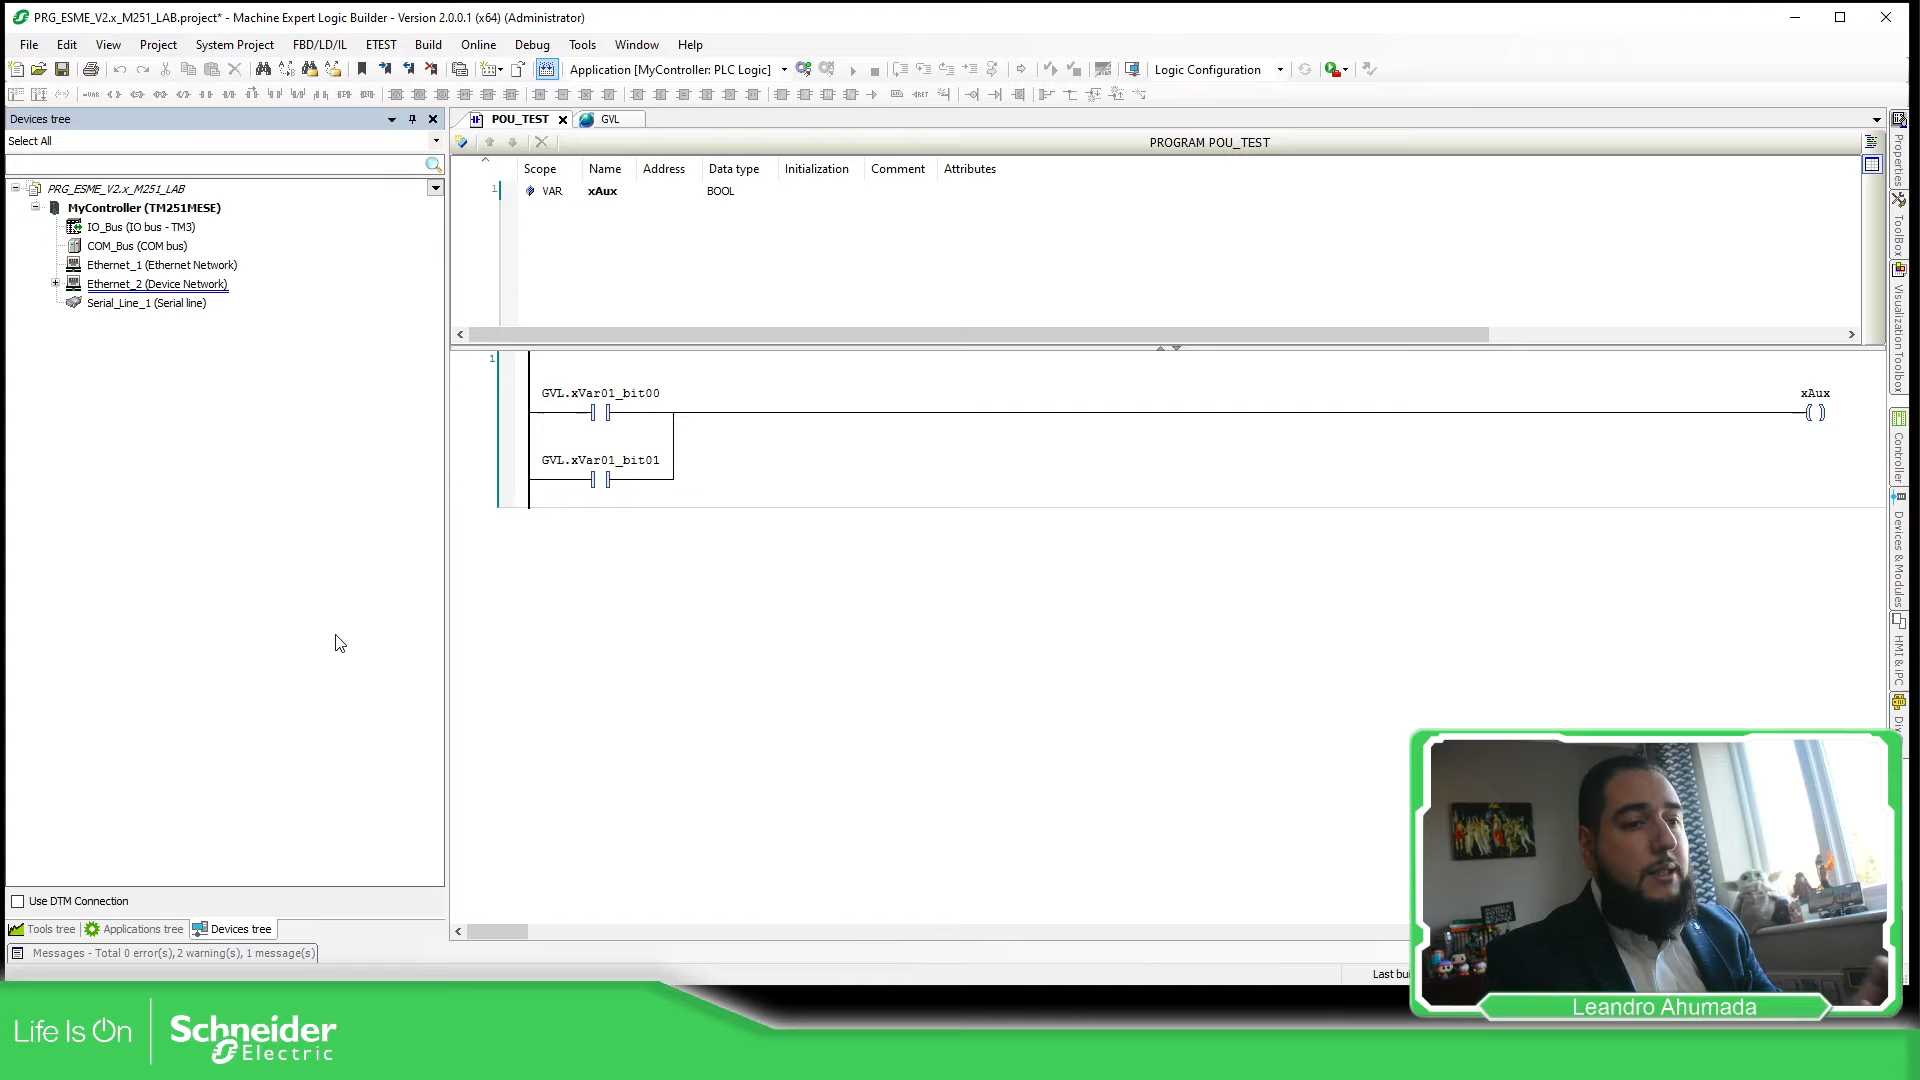 PRG_ESME_V2.x_M251_LAB.project* - Machine Expert Logic Builder - Version 2.0.0.1 (x64) (Administrator)
File Edit View Project System Project FBD/LD/IL ETEST Build Online Debug Tools Window Help
Application [MyController: PLC Logic]
Logic Configuration
Devices tree
Select All
PRG_ESME_V2.x_M251_LAB
MyController (TM251MESE)
IO_Bus (IO bus - TM3)
COM_Bus (COM bus)
Ethernet_1 (Ethernet Network)
Ethernet_2 (Device Network)
Serial_Line_1 (Serial line)
Use DTM Connection
Tools tree
Applications tree
Devices tree
Messages - Total 0 error(s), 2 warning(s), 1 message(s)
POU_TEST
GVL
PROGRAM POU_TEST
Scope Name Address Data type Initialization Comment Attributes
1 VAR xAux BOOL
1
GVL.xVar01_bit00
xAux
GVL.xVar01_bit01
Last bui
Properties
ToolBox
Visualization Toolbox
Controller
Devices & Modules
HMI & iPC
Di
Leandro Ahumada
Life Is On
Schneider
Electric